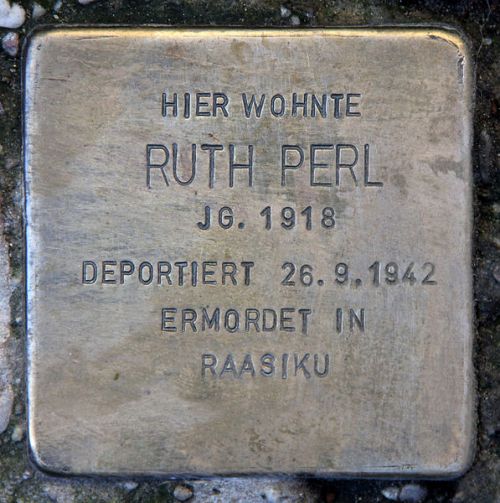 HIER WOHNTE
RUTH PERL
JG. 1918
DEPORTIERT 26.9.1942
ERMORDET IN
RAASIKU